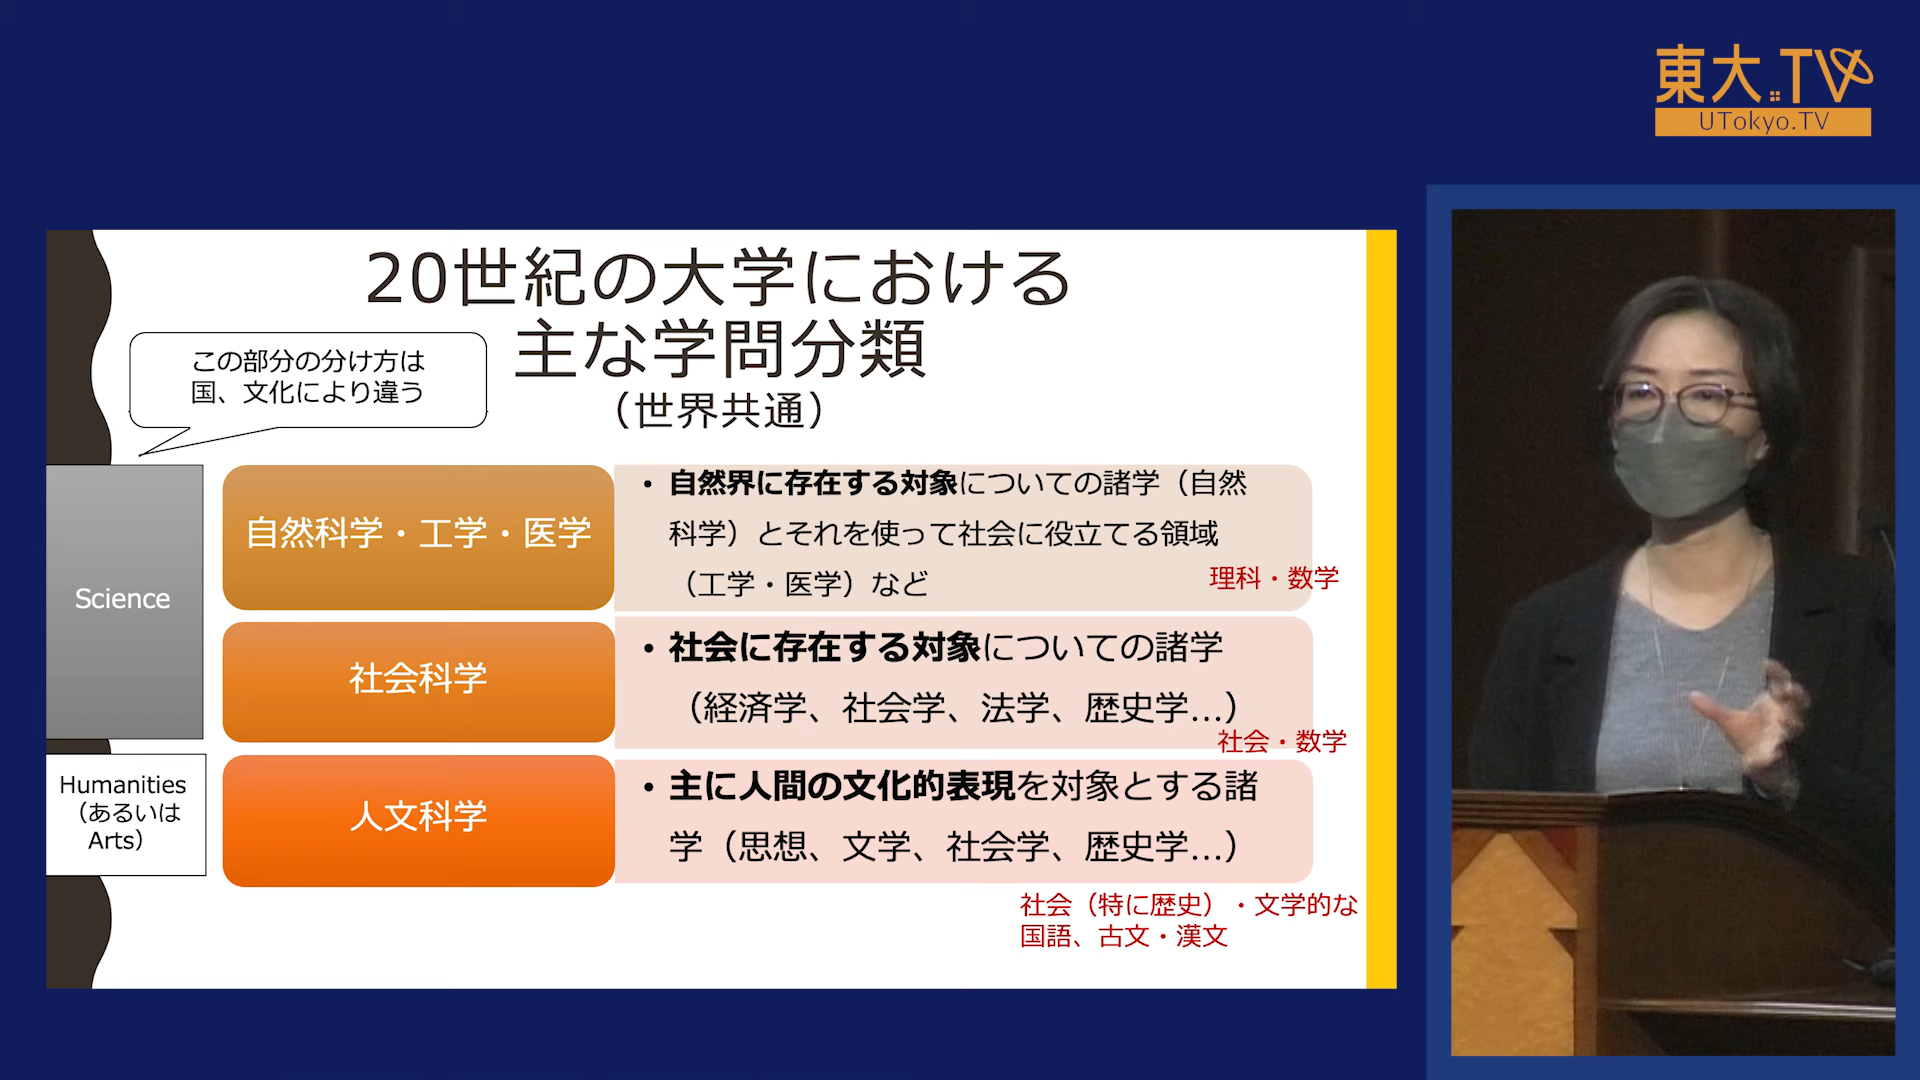 東大TV
UTokyo.TV
20世紀の大学における
主な学問分類
（世界共通）
この部分の分け方は
国、文化により違う
Science
自然科学・工学・医学
• 自然界に存在する対象についての諸学（自然
科学）とそれを使って社会に役立てる領域
（工学・医学）など
理科・数学
社会科学
• 社会に存在する対象についての諸学
（経済学、社会学、法学、歴史学…）
社会・数学
Humanities
（あるいは
Arts）
人文科学
• 主に人間の文化的表現を対象とする諸
学（思想、文学、社会学、歴史学…）
社会（特に歴史）・文学的な
国語、古文・漢文